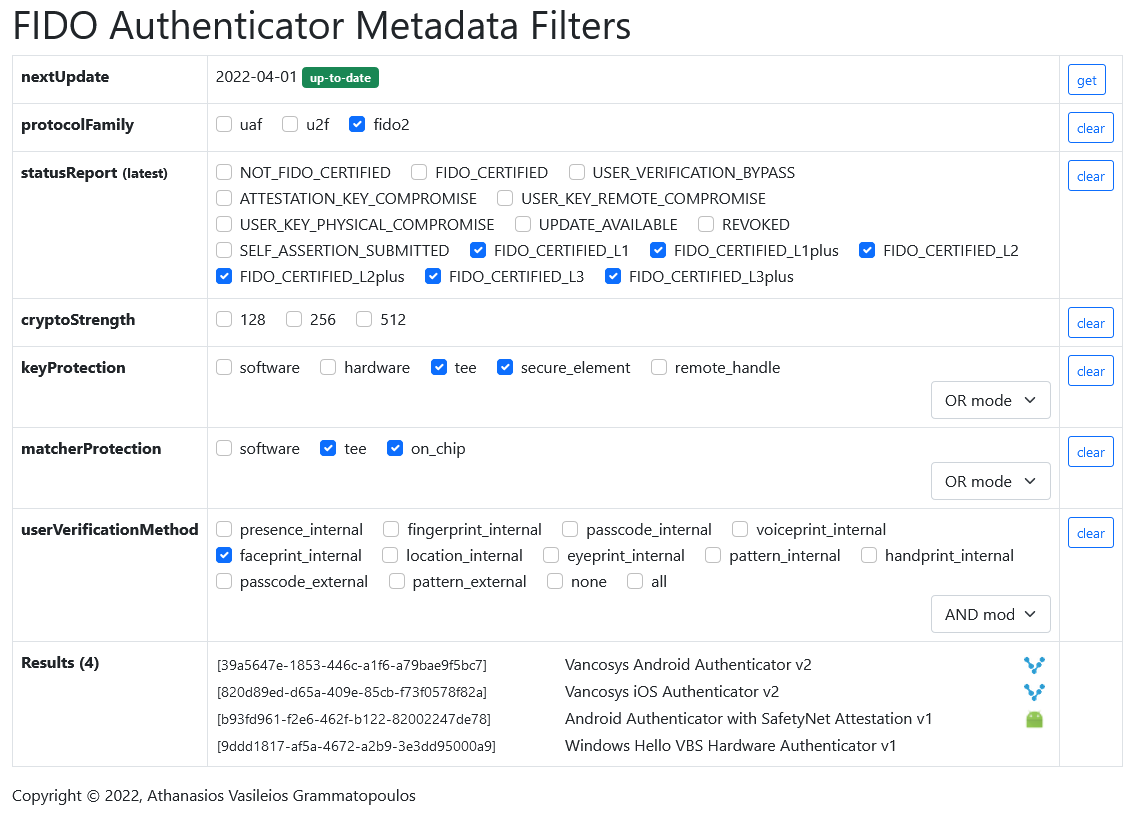 FIDO Authenticator Metadata Filters
nextUpdate 2022-04-01 up-to-date get
protocolFamily uaf u2f fido2 clear
statusReport (latest) NOT_FIDO_CERTIFIED FIDO_CERTIFIED USER_VERIFICATION_BYPASS clear
ATTESTATION_KEY_COMPROMISE USER_KEY_REMOTE_COMPROMISE
USER_KEY_PHYSICAL_COMPROMISE UPDATE_AVAILABLE REVOKED
SELF_ASSERTION_SUBMITTED FIDO_CERTIFIED_L1 FIDO_CERTIFIED_L1plus FIDO_CERTIFIED_L2
FIDO_CERTIFIED_L2plus FIDO_CERTIFIED_L3 FIDO_CERTIFIED_L3plus
cryptoStrength 128 256 512 clear
keyProtection software hardware tee secure_element remote_handle clear
OR mode
matcherProtection software tee on_chip clear
OR mode
userVerificationMethod presence_internal fingerprint_internal passcode_internal voiceprint_internal clear
faceprint_internal location_internal eyeprint_internal pattern_internal handprint_internal
passcode_external pattern_external none all
AND mod
Results (4) [39a5647e-1853-446c-a1f6-a79bae9f5bc7] Vancosys Android Authenticator v2
[820d89ed-d65a-409e-85cb-f73f0578f82a] Vancosys iOS Authenticator v2
[b93fd961-f2e6-462f-b122-82002247de78] Android Authenticator with SafetyNet Attestation v1
[9ddd1817-af5a-4672-a2b9-3e3dd95000a9] Windows Hello VBS Hardware Authenticator v1
Copyright © 2022, Athanasios Vasileios Grammatopoulos